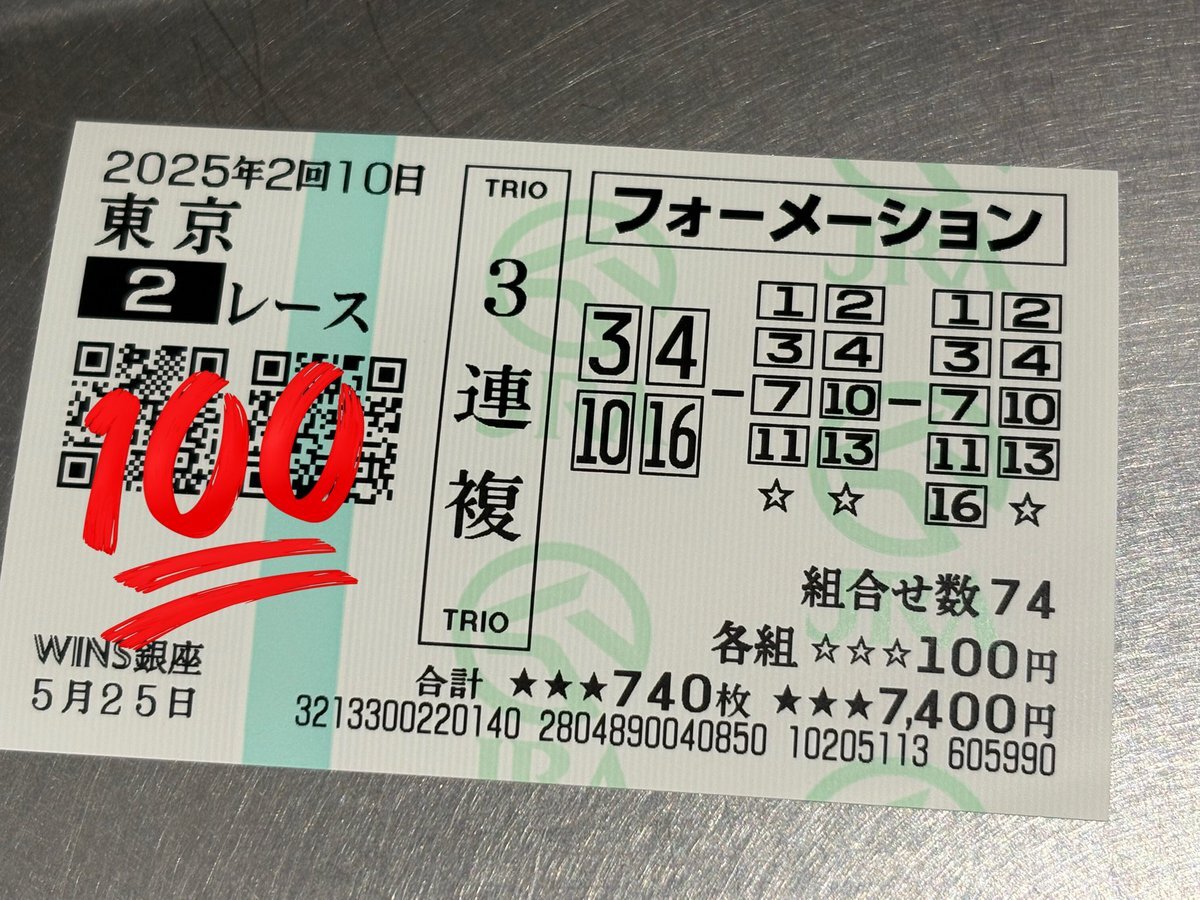 2025年2回10日
東京
2レース
100
WINS銀座
5月25日
TRIO
3連複
TRIO
フォーメーション
3 4
10 16
－
1 2
3 4
7 10
11 13
☆ ☆
－
1 2
3 4
7 10
11 13
16 ☆
組合せ数 74
各組 ☆☆☆100円
合計 ★★★740枚 ★★★7,400円
3213300220140 2804890040850 10205113 605990
JRA
JRA
JRA
JRA